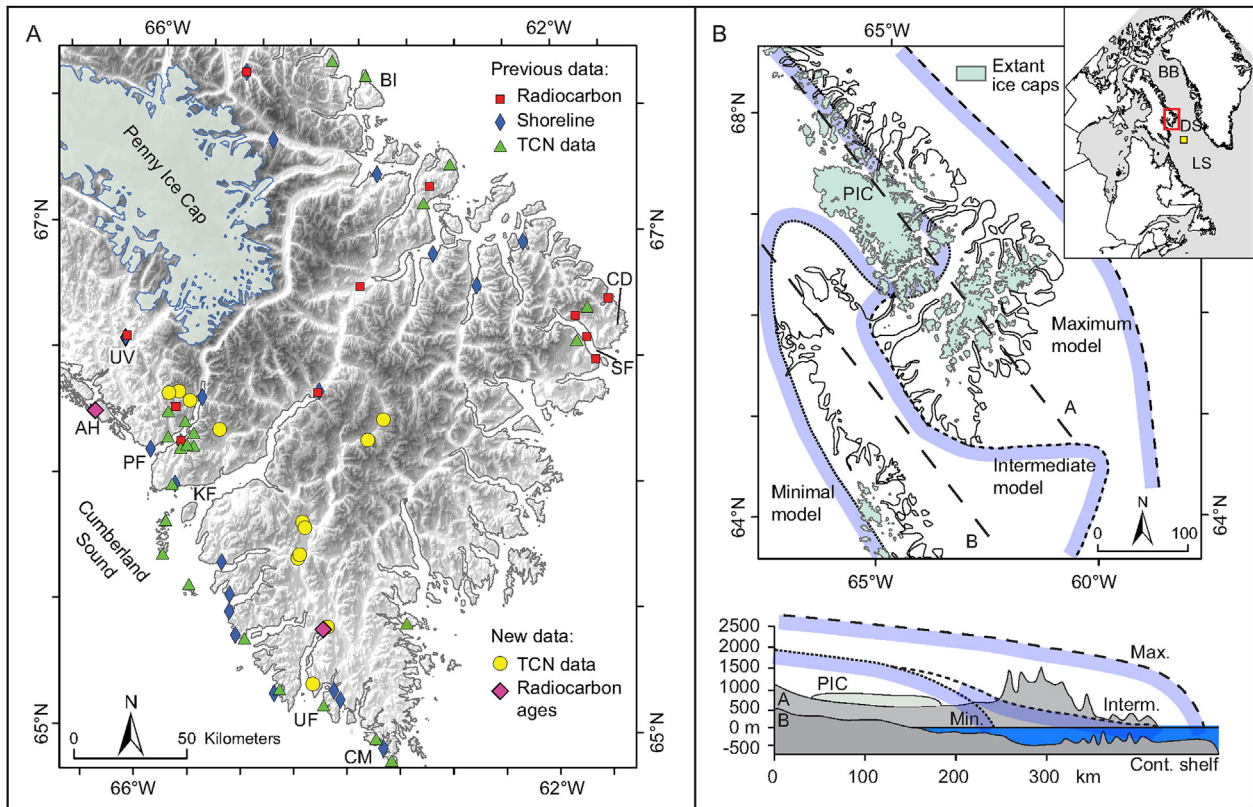 A
66°W
62°W
BI
Previous data:
Radiocarbon
Shoreline
TCN data
Penny Ice Cap
67°N
67°N
CD
UV
SF
AH
PF
KF
Cumberland
Sound
New data:
TCN data
Radiocarbon
ages
N
UF
0
50
Kilometers
CM
65°N
65°N
66°W
62°W
B
65°W
Extant
ice caps
BB
DS
LS
68°N
PIC
Maximum
model
A
Intermediate
model
Minimal
model
B
N
64°N
64°N
0
100
65°W
60°W
2500
2000
1500
1000
500
0 m
-500
Max.
PIC
A
B
Min.
Interm.
Cont. shelf
0
100
200
300
km